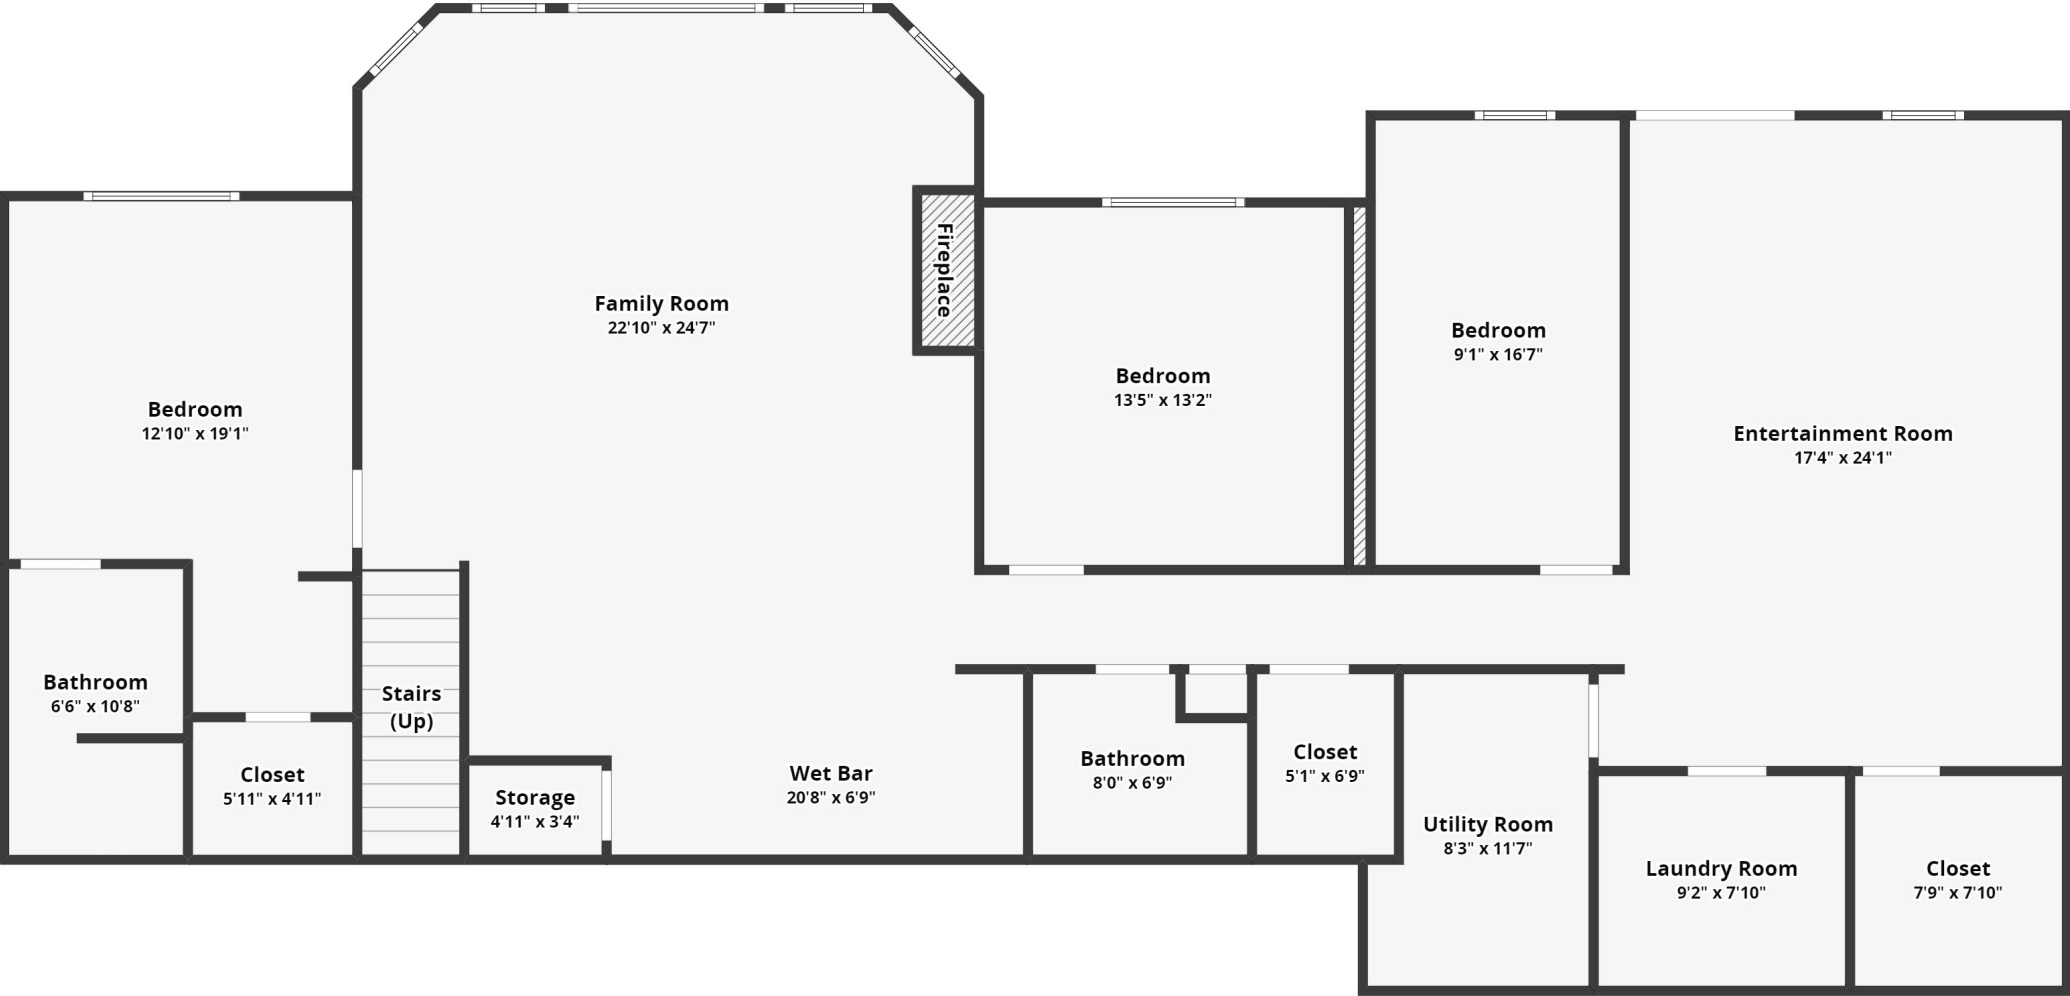 Fireplace
Family Room
22'10" x 24'7"
Bedroom
9'1" x 16'7"
Bedroom
13'5" x 13'2"
Bedroom
12'10" x 19'1"
Entertainment Room
17'4" x 24'1"
Bathroom
6'6" x 10'8"
Stairs
(Up)
Closet
5'11" x 4'11"
Storage
4'11" x 3'4"
Wet Bar
20'8" x 6'9"
Bathroom
8'0" x 6'9"
Closet
5'1" x 6'9"
Utility Room
8'3" x 11'7"
Laundry Room
9'2" x 7'10"
Closet
7'9" x 7'10"